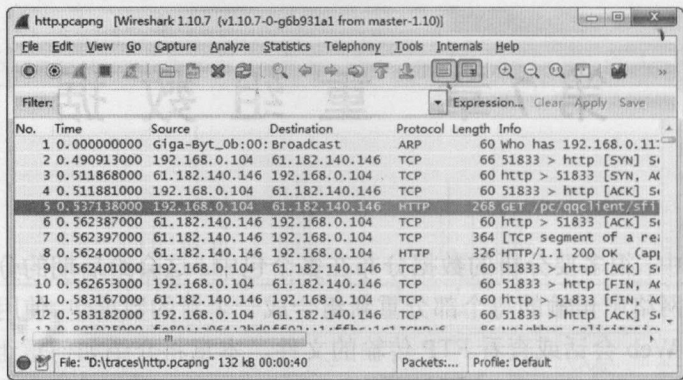 http.pcapng [Wireshark 1.10.7 (v1.10.7-0-g6b931a1 from master-1.10)]
File Edit View Go Capture Analyze Statistics Telephony Tools Internals Help
Filter: Expression... Clear Apply Save
No. Time Source Destination Protocol Length Info
1 0.000000000 Giga-Byt_0b:00: Broadcast ARP 60 Who has 192.168.0.11
2 0.490913000 192.168.0.104 61.182.140.146 TCP 66 51833 > http [SYN] S
3 0.511868000 61.182.140.146 192.168.0.104 TCP 66 http > 51833 [SYN, A
4 0.511881000 192.168.0.104 61.182.140.146 TCP 60 51833 > http [ACK] S
5 0.537138000 192.168.0.104 61.182.140.146 HTTP 268 GET /pc/qqclient/sfi
6 0.562387000 61.182.140.146 192.168.0.104 TCP 60 http > 51833 [ACK] S
7 0.562397000 61.182.140.146 192.168.0.104 TCP 364 [TCP segment of a rea
8 0.562400000 61.182.140.146 192.168.0.104 HTTP 326 HTTP/1.1 200 OK (app
9 0.562401000 192.168.0.104 61.182.140.146 TCP 60 51833 > http [ACK] S
10 0.562653000 192.168.0.104 61.182.140.146 TCP 60 51833 > http [FIN, A
11 0.583167000 61.182.140.146 192.168.0.104 TCP 60 http > 51833 [FIN, A
12 0.583182000 192.168.0.104 61.182.140.146 TCP 60 51833 > http [ACK] S
File: "D:\traces\http.pcapng" 132 kB 00:00:40 Packets:... Profile: Default